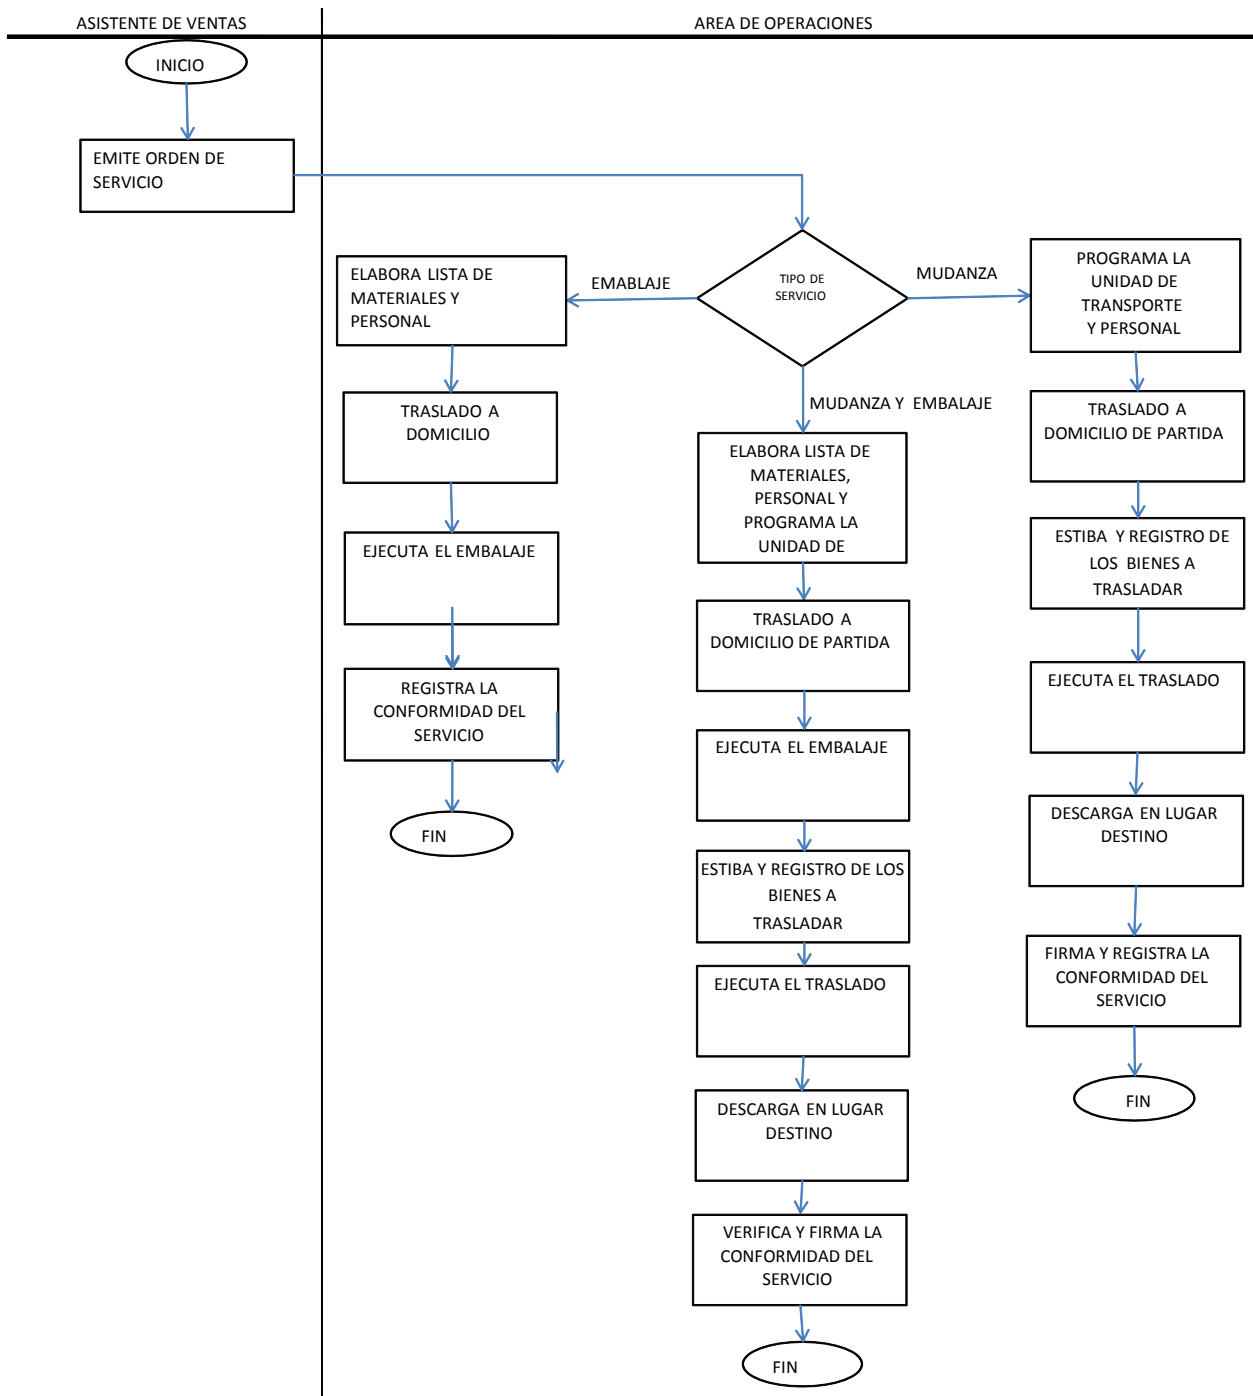 ASISTENTE DE VENTAS
AREA DE OPERACIONES
INICIO
EMITE ORDEN DE
SERVICIO
TIPO DE
SERVICIO
EMABLAJE
MUDANZA
MUDANZA Y EMBALAJE
ELABORA LISTA DE
MATERIALES Y
PERSONAL
TRASLADO A
DOMICILIO
EJECUTA EL EMBALAJE
REGISTRA LA
CONFORMIDAD DEL
SERVICIO
FIN
ELABORA LISTA DE
MATERIALES,
PERSONAL Y
PROGRAMA LA
UNIDAD DE
TRASLADO A
DOMICILIO DE PARTIDA
EJECUTA EL EMBALAJE
ESTIBA Y REGISTRO DE LOS
BIENES A
TRASLADAR
EJECUTA EL TRASLADO
DESCARGA EN LUGAR
DESTINO
VERIFICA Y FIRMA LA
CONFORMIDAD DEL
SERVICIO
FIN
PROGRAMA LA
UNIDAD DE
TRANSPORTE
Y PERSONAL
TRASLADO A
DOMICILIO DE PARTIDA
ESTIBA Y REGISTRO DE
LOS BIENES A
TRASLADAR
EJECUTA EL TRASLADO
DESCARGA EN LUGAR
DESTINO
FIRMA Y REGISTRA LA
CONFORMIDAD DEL
SERVICIO
FIN